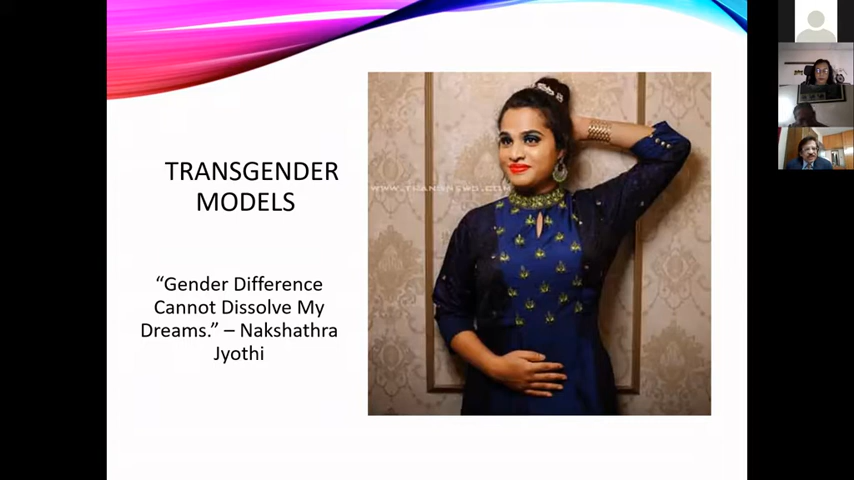 TRANSGENDER
MODELS
“Gender Difference
Cannot Dissolve My
Dreams.” – Nakshathra
Jyothi